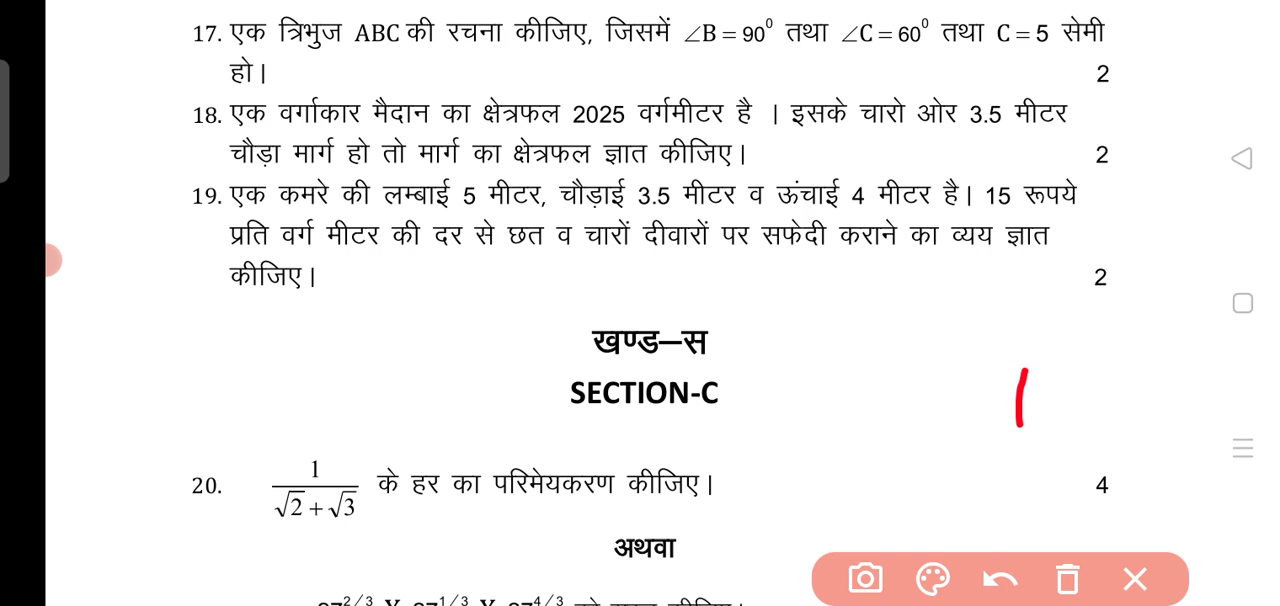 17. एक त्रिभुज ABC की रचना कीजिए, जिसमें ∠B = 90⁰ तथा ∠C = 60⁰ तथा C = 5 सेमी
हो। 2
18. एक वर्गाकार मैदान का क्षेत्रफल 2025 वर्गमीटर है । इसके चारो ओर 3.5 मीटर
चौड़ा मार्ग हो तो मार्ग का क्षेत्रफल ज्ञात कीजिए। 2
19. एक कमरे की लम्बाई 5 मीटर, चौड़ाई 3.5 मीटर व ऊंचाई 4 मीटर है। 15 रूपये
प्रति वर्ग मीटर की दर से छत व चारों दीवारों पर सफेदी कराने का व्यय ज्ञात
कीजिए। 2
खण्ड–स
SECTION-C
20. 1/(√2 + √3) के हर का परिमेयकरण कीजिए। 4
अथवा